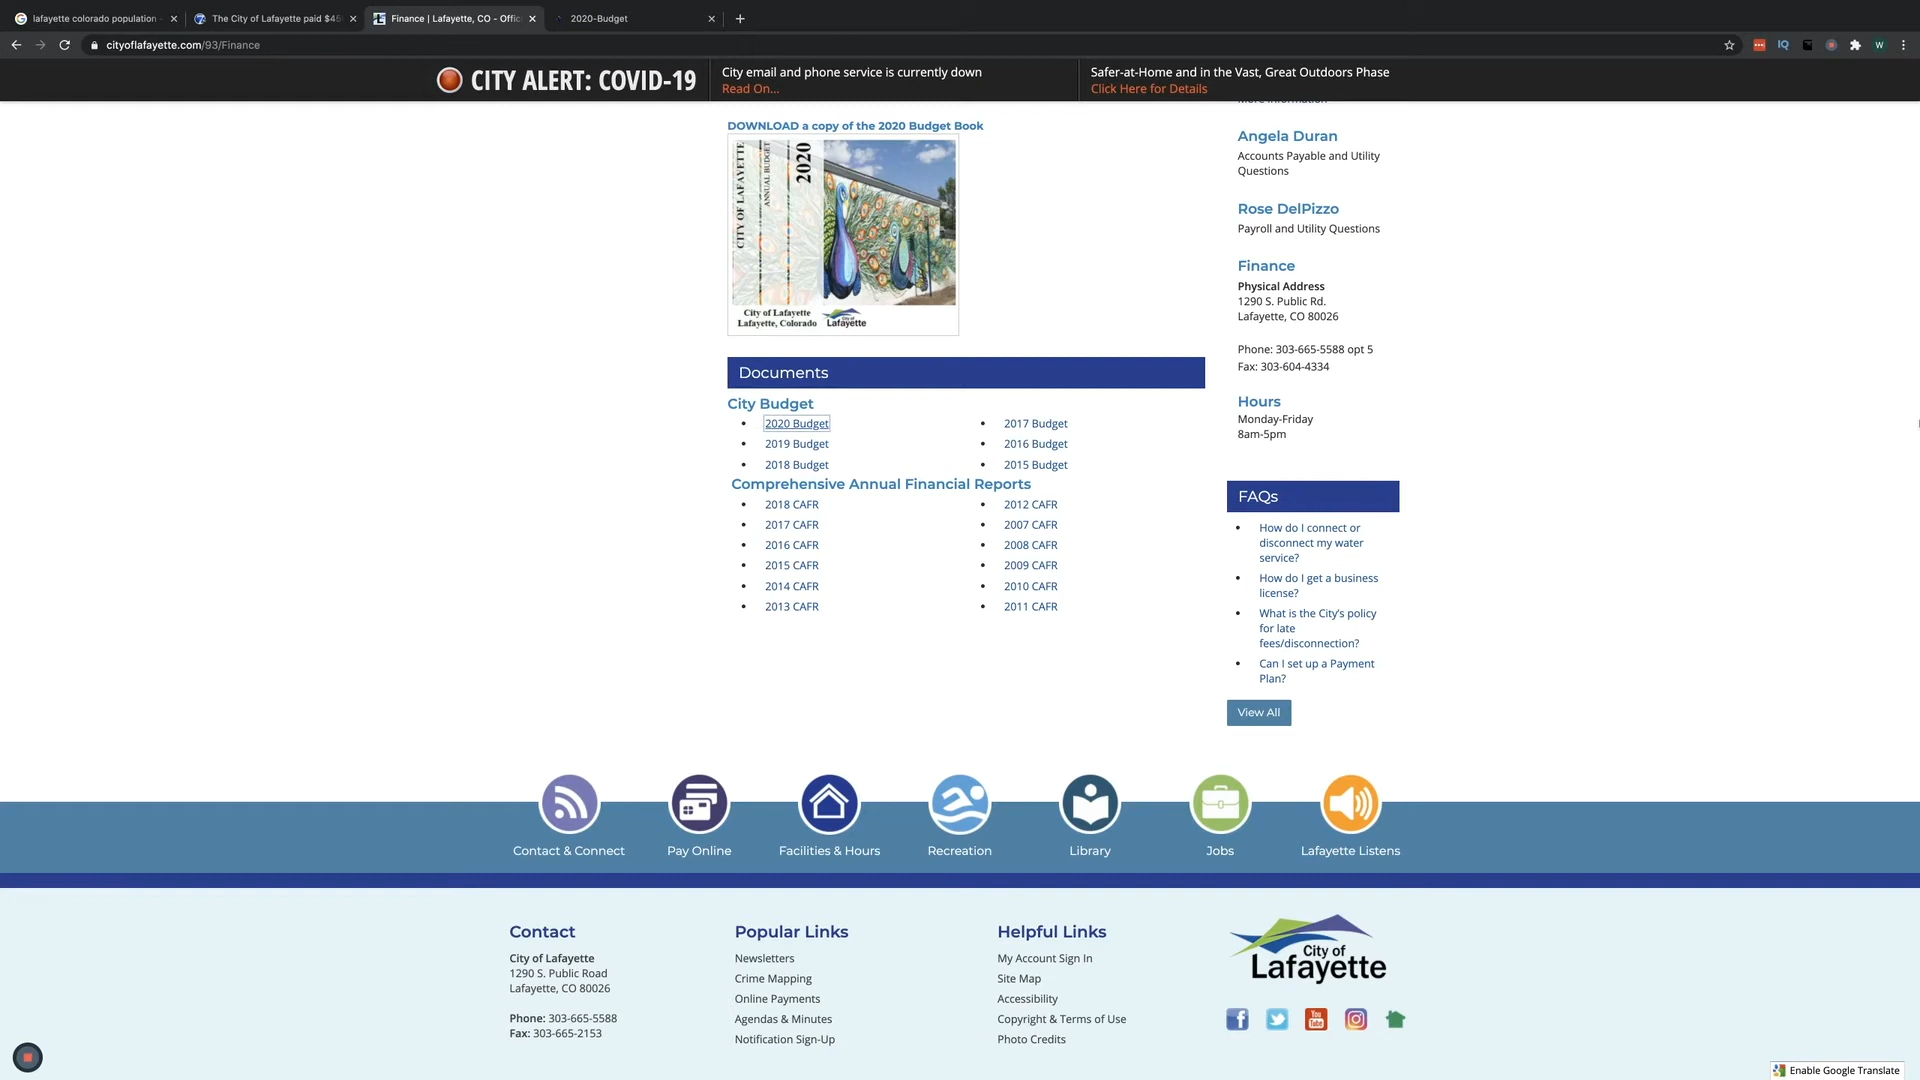 lafayette colorado population -
The City of Lafayette paid $45
Finance | Lafayette, CO - Offic
2020-Budget
cityoflafayette.com/93/Finance
CITY ALERT: COVID-19
City email and phone service is currently down
Read On...
Safer-at-Home and in the Vast, Great Outdoors Phase
Click Here for Details
DOWNLOAD a copy of the 2020 Budget Book
CITY OF LAFAYETTE
ANNUAL BUDGET
2020
City of Lafayette
Lafayette, Colorado
City of
Lafayette
Documents
City Budget
2020 Budget
2019 Budget
2018 Budget
2017 Budget
2016 Budget
2015 Budget
Comprehensive Annual Financial Reports
2018 CAFR
2017 CAFR
2016 CAFR
2015 CAFR
2014 CAFR
2013 CAFR
2012 CAFR
2007 CAFR
2008 CAFR
2009 CAFR
2010 CAFR
2011 CAFR
Angela Duran
Accounts Payable and Utility
Questions
Rose DelPizzo
Payroll and Utility Questions
Finance
Physical Address
1290 S. Public Rd.
Lafayette, CO 80026
Phone: 303-665-5588 opt 5
Fax: 303-604-4334
Hours
Monday-Friday
8am-5pm
FAQs
How do I connect or
disconnect my water
service?
How do I get a business
license?
What is the City's policy
for late
fees/disconnection?
Can I set up a Payment
Plan?
View All
Contact & Connect
Pay Online
Facilities & Hours
Recreation
Library
Jobs
Lafayette Listens
Contact
City of Lafayette
1290 S. Public Road
Lafayette, CO 80026
Phone: 303-665-5588
Fax: 303-665-2153
Popular Links
Newsletters
Crime Mapping
Online Payments
Agendas & Minutes
Notification Sign-Up
Helpful Links
My Account Sign In
Site Map
Accessibility
Copyright & Terms of Use
Photo Credits
City of
Lafayette
You
Tube
Enable Google Translate